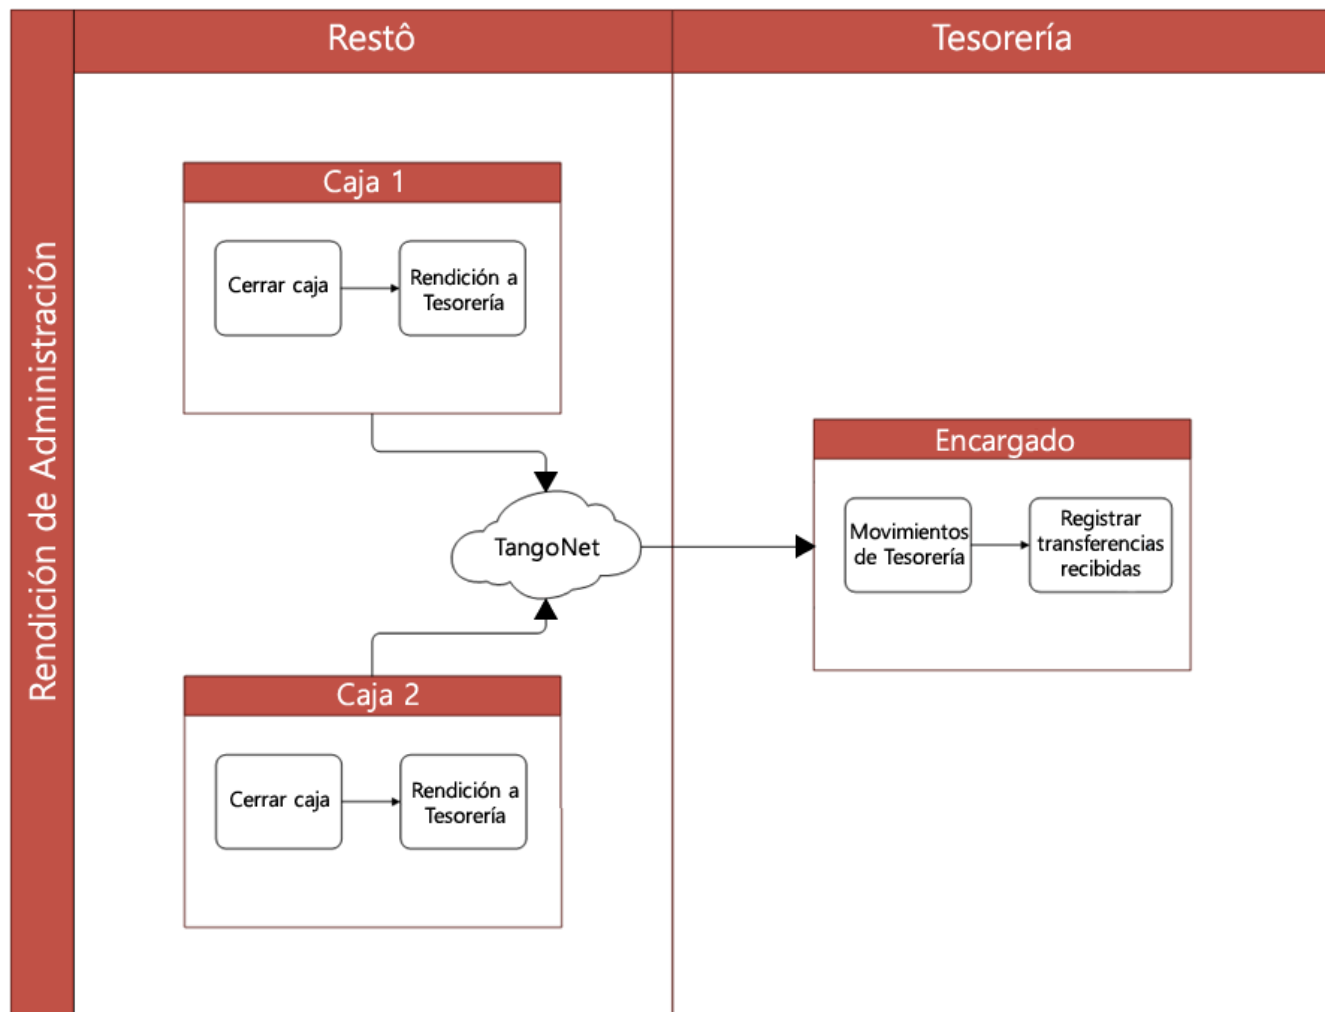 Restô
Tesorería
Rendición de Administración
Caja 1
Cerrar caja
Rendición a
Tesorería
TangoNet
Encargado
Movimientos
de Tesorería
Registrar
transferencias
recibidas
Caja 2
Cerrar caja
Rendición a
Tesorería